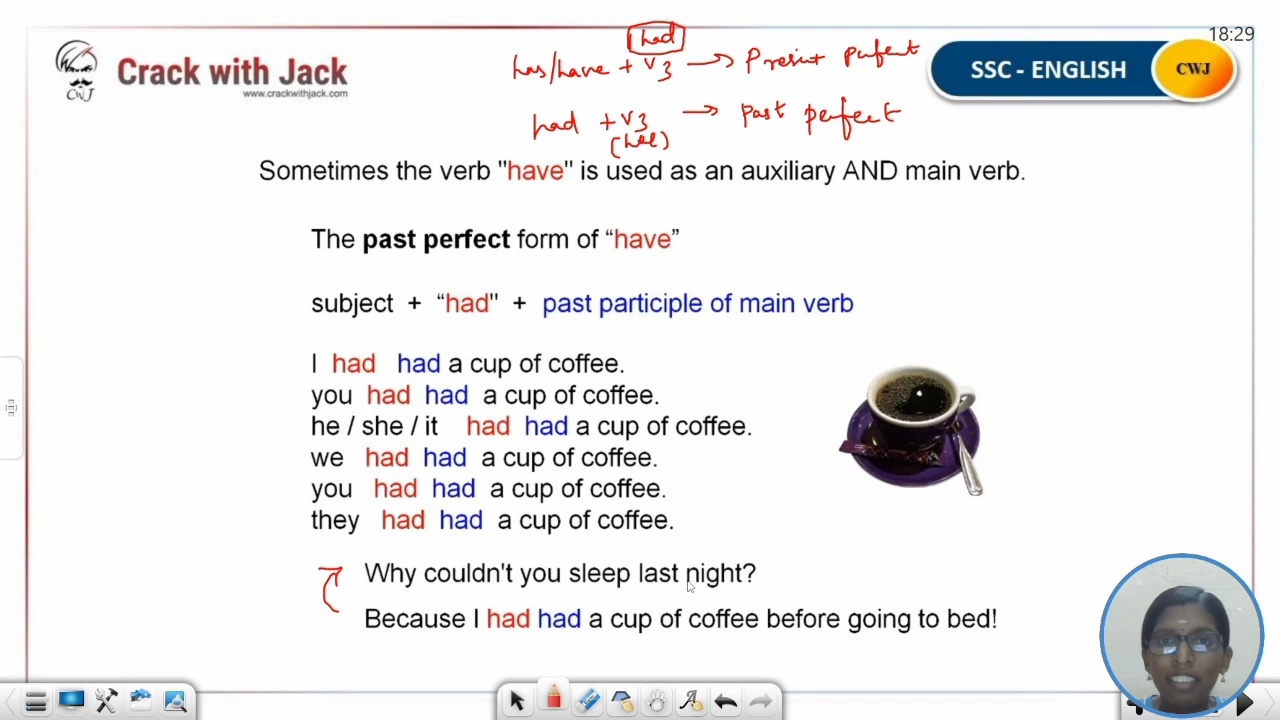 18:29
had
has/have + V3 → Present perfect
Crack with Jack
www.crackwithjack.com
CWJ
SSC - ENGLISH
CWJ
had + V3 → Past perfect
Sometimes the verb "have" is used as an auxiliary AND main verb.
The past perfect form of “have”
subject + “had" + past participle of main verb
I had had a cup of coffee.
you had had a cup of coffee.
he / she / it had had a cup of coffee.
we had had a cup of coffee.
you had had a cup of coffee.
they had had a cup of coffee.
Why couldn't you sleep last night?
Because I had had a cup of coffee before going to bed!